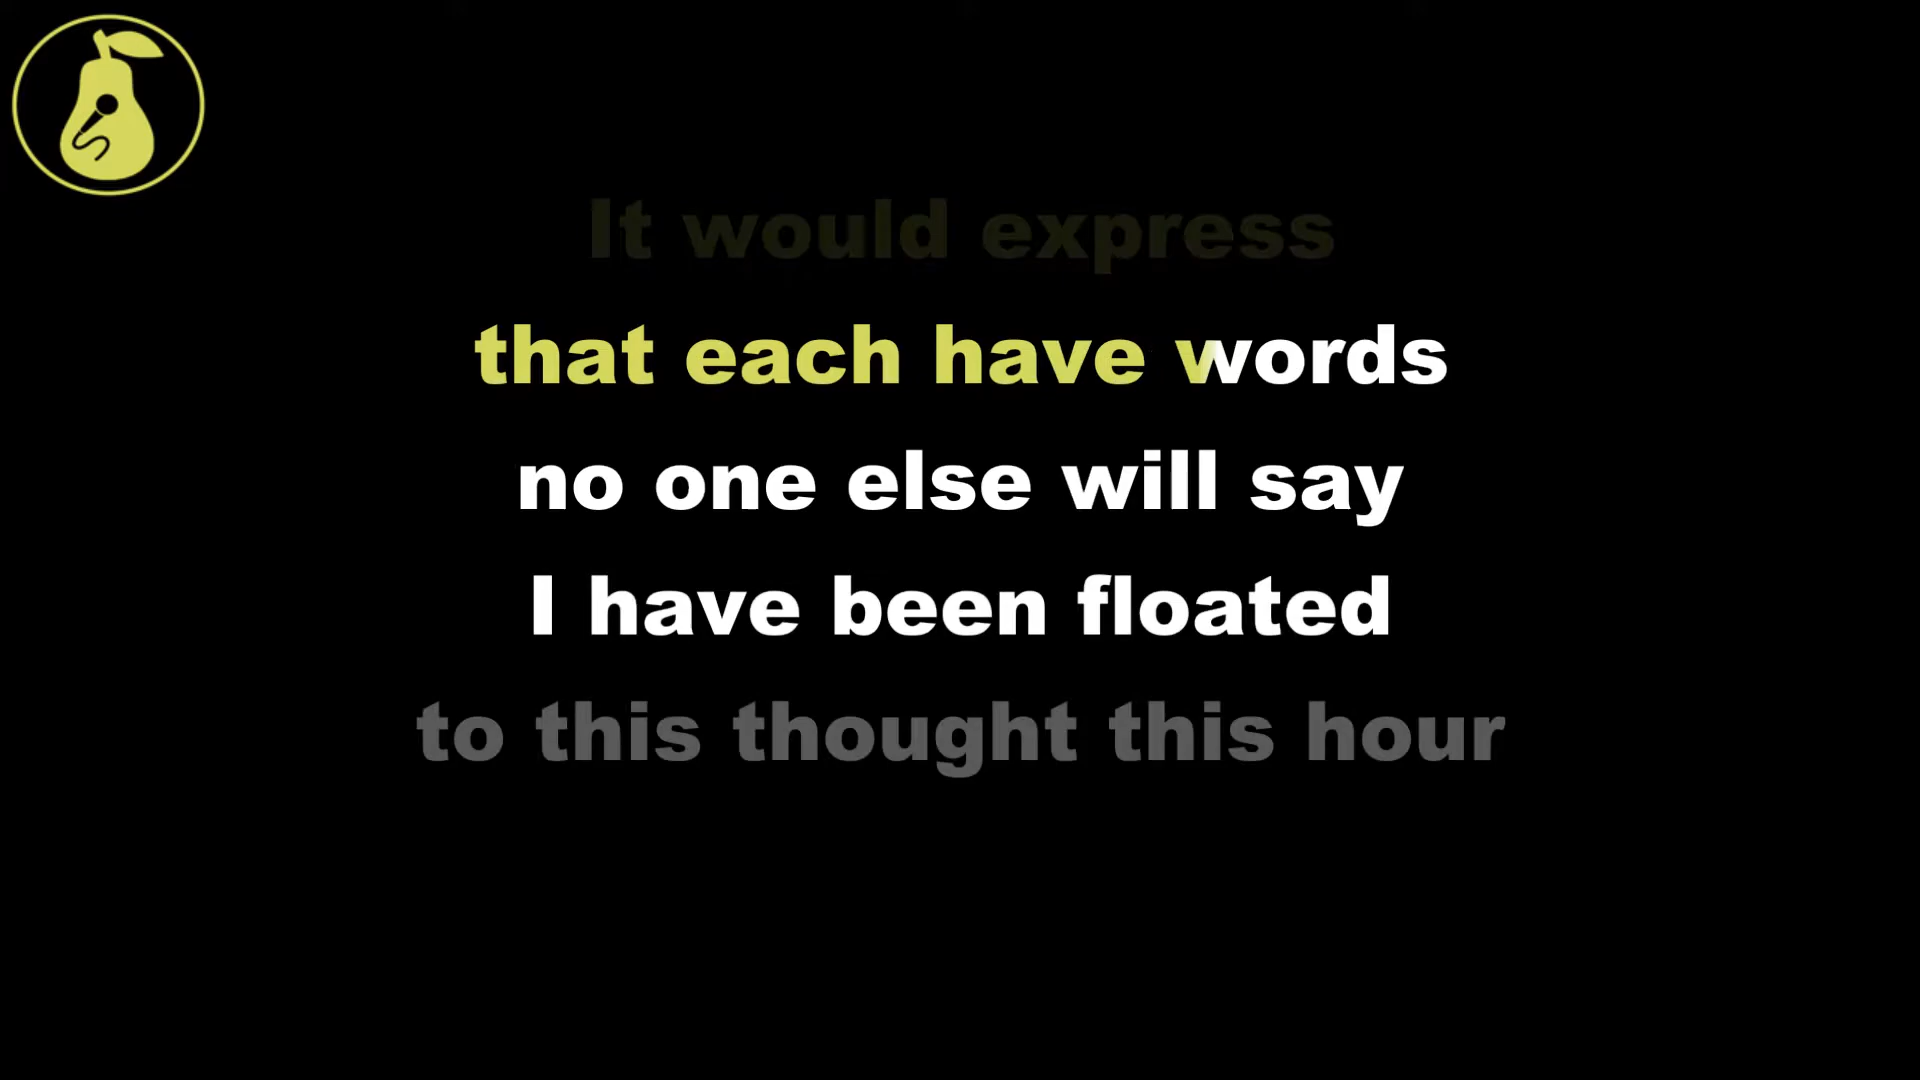 It would express
that each have words
no one else will say
I have been floated
to this thought this hour